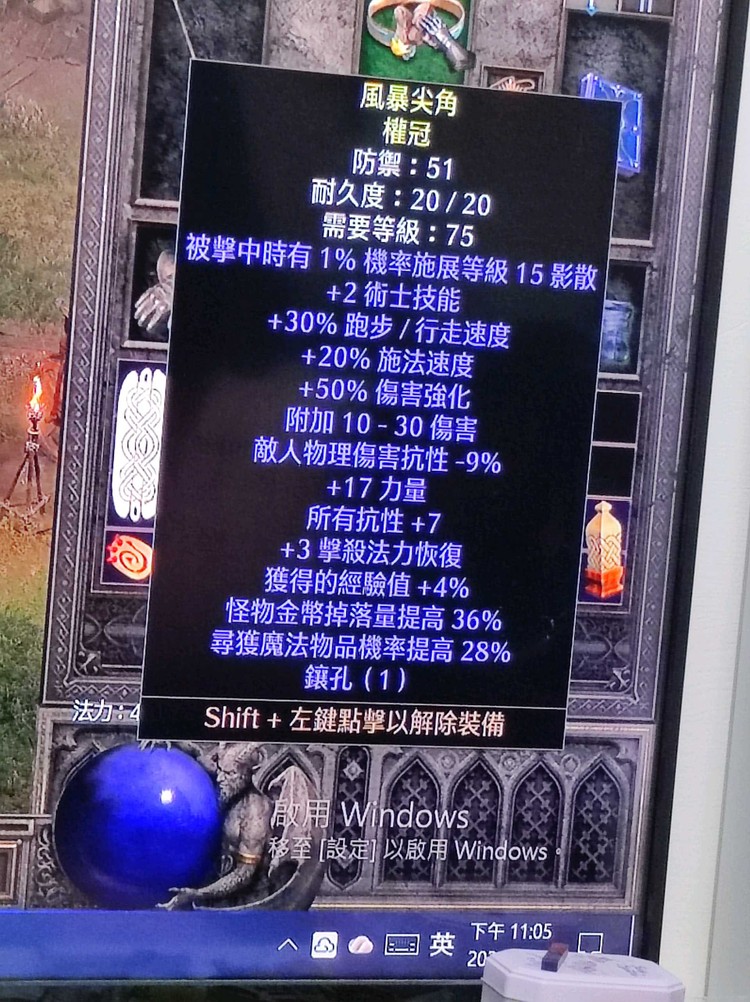 風暴尖角
權冠
防禦：51
耐久度：20 / 20
需要等級：75
被擊中時有 1% 機率施展等級 15 影散
+2 術士技能
+30% 跑步 / 行走速度
+20% 施法速度
+50% 傷害強化
附加 10 - 30 傷害
敵人物理傷害抗性 -9%
+17 力量
所有抗性 +7
+3 擊殺法力恢復
獲得的經驗值 +4%
怪物金幣掉落量提高 36%
尋獲魔法物品機率提高 28%
鑲孔（1）
法力：4
Shift + 左鍵點擊以解除裝備
啟用 Windows
移至 [設定] 以啟用 Windows。
英
下午 11:05